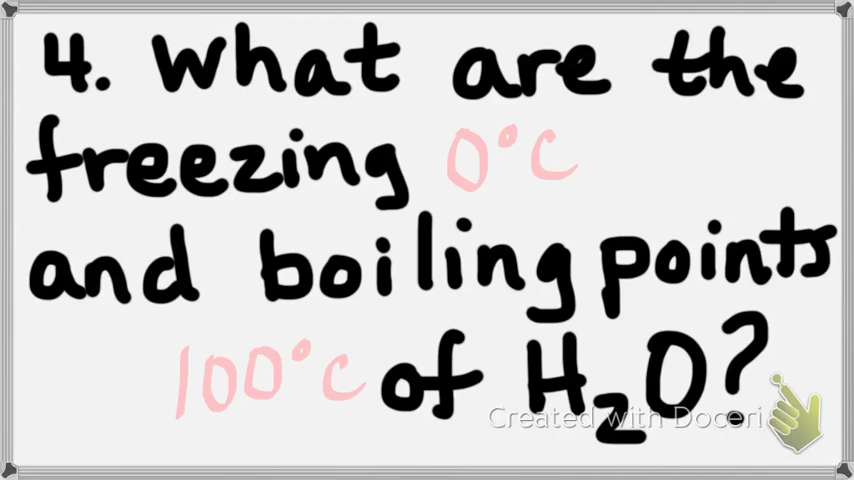 4. What are the
freezing 0°C
and boiling points
100°C of H₂O?
Created with Doceri